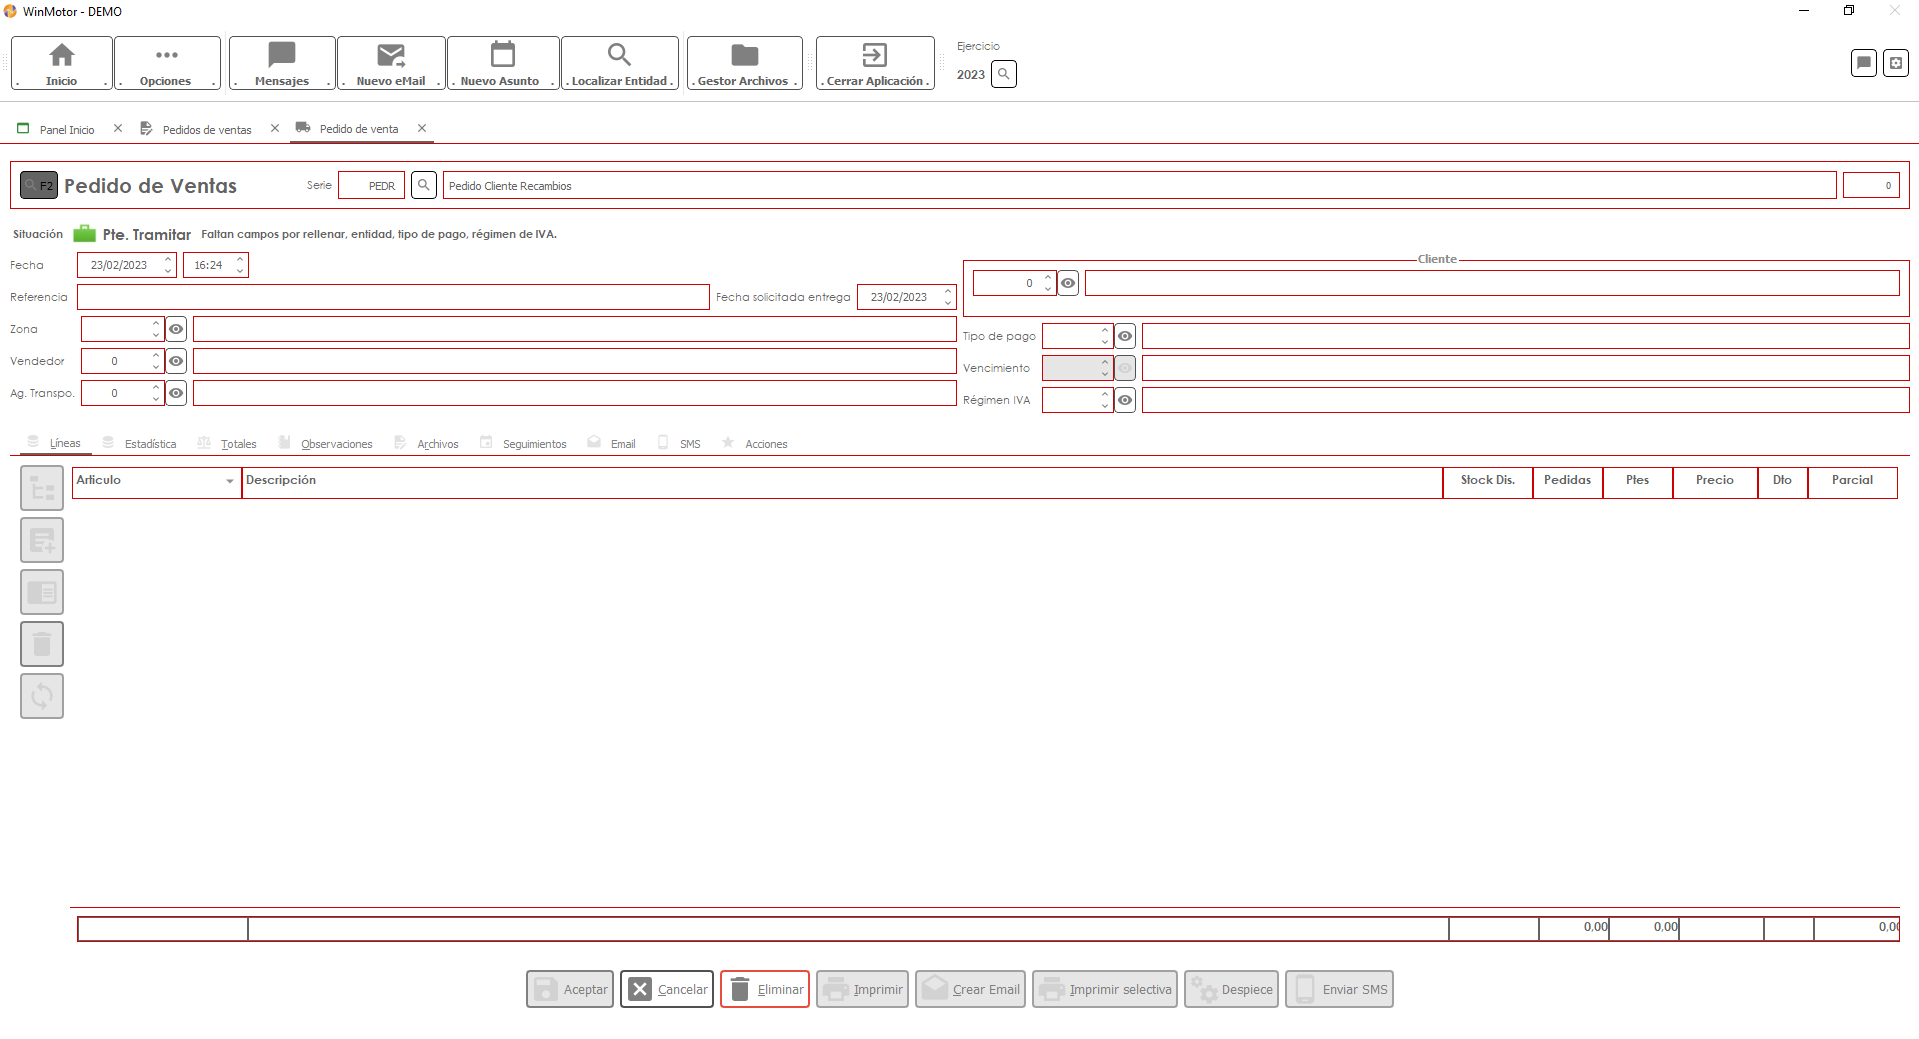 WinMotor - DEMO
Inicio
Opciones
Mensajes
Nuevo eMail
Nuevo Asunto
Localizar Entidad
Gestor Archivos
Cerrar Aplicación
Ejercicio
2023
Panel Inicio
Pedidos de ventas
Pedido de venta
F2 Pedido de Ventas Serie PEDR Pedido Cliente Recambios 0
Situación Pte. Tramitar Faltan campos por rellenar, entidad, tipo de pago, régimen de IVA.
Fecha 23/02/2023 16:24
Cliente
0
Referencia Fecha solicitada entrega 23/02/2023
Zona
Tipo de pago
Vendedor 0
Vencimiento
Ag. Transpo. 0
Régimen IVA
Líneas Estadística Totales Observaciones Archivos Seguimientos Email SMS Acciones
Articulo Descripción Stock Dis. Pedidas Ptes Precio Dto Parcial
0,00 0,00 0,00
Aceptar Cancelar Eliminar Imprimir Crear Email Imprimir selectiva Despiece Enviar SMS